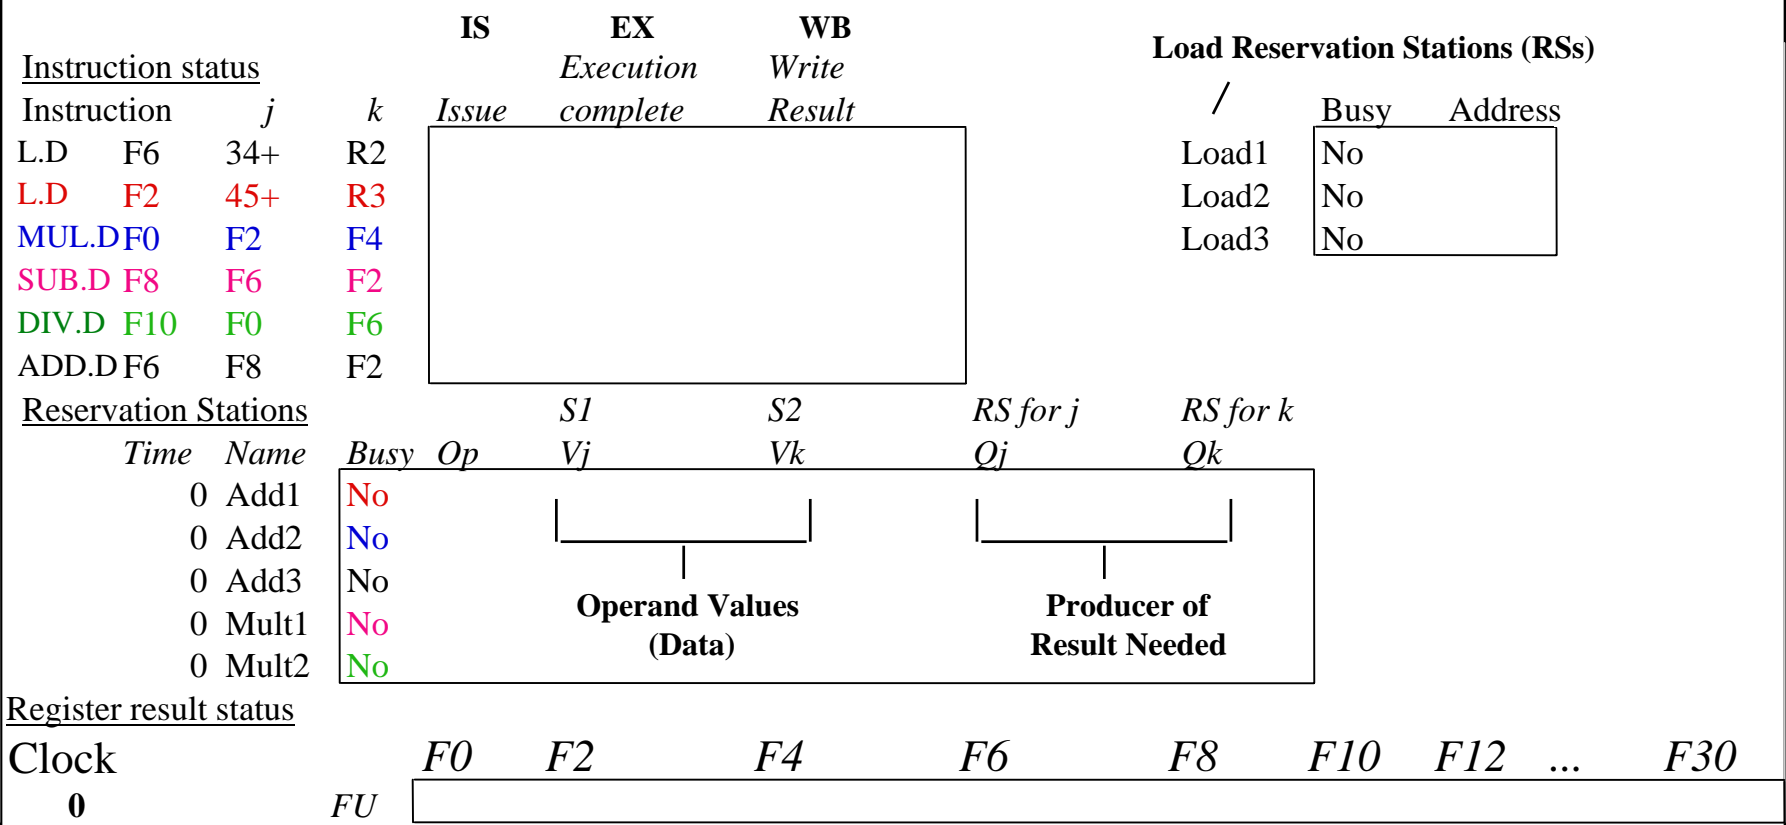 IS EX WB
Load Reservation Stations (RSs)
Instruction status Execution Write
Instruction j k Issue complete Result Busy Address
L.D F6 34+ R2 Load1 No
L.D F2 45+ R3 Load2 No
MUL.D F0 F2 F4 Load3 No
SUB.D F8 F6 F2
DIV.D F10 F0 F6
ADD.D F6 F8 F2
Reservation Stations S1 S2 RS for j RS for k
Time Name Busy Op Vj Vk Qj Qk
0 Add1 No
0 Add2 No
0 Add3 No
Operand Values Producer of
0 Mult1 No
(Data) Result Needed
0 Mult2 No
Register result status
Clock F0 F2 F4 F6 F8 F10 F12 ... F30
0 FU